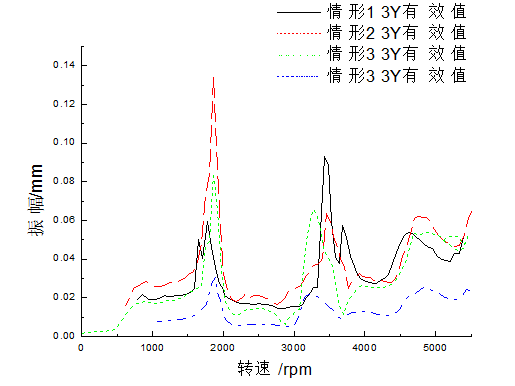 情 形1 3Y有 效 值
情 形2 3Y有 效 值
情 形3 3Y有 效 值
情 形3 3Y有 效 值
0.14
0.12
0.10
0.08
0.06
0.04
0.02
0.00
振 幅/mm
0
1000
2000
3000
4000
5000
转速 /rpm